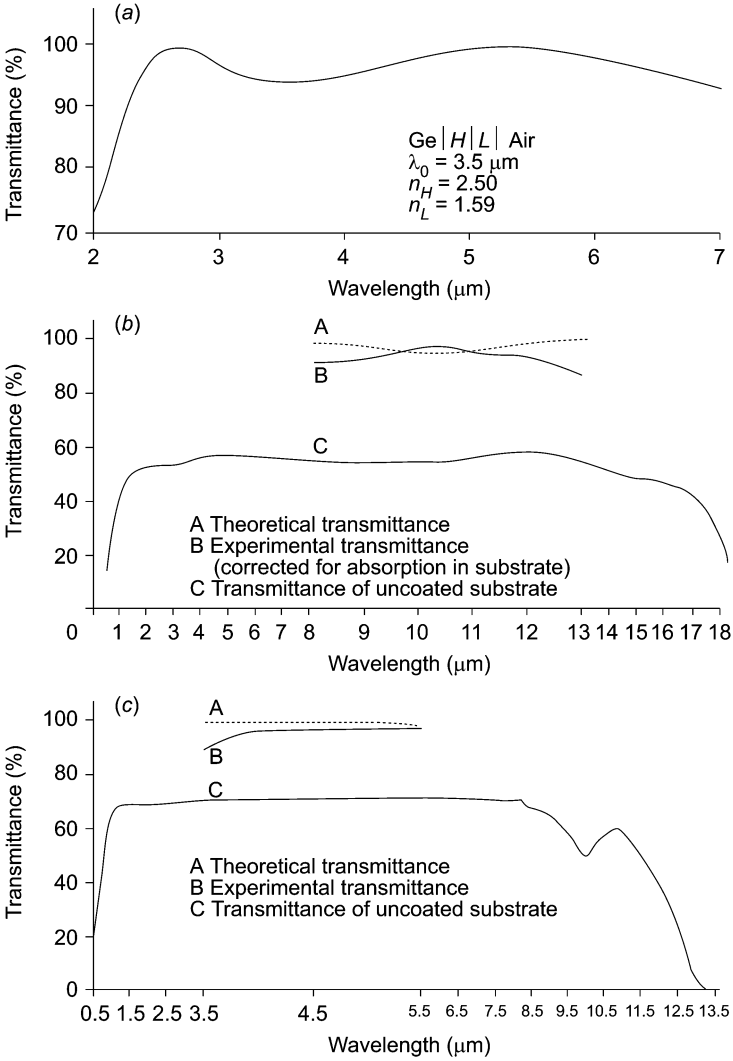 (a)
100
90
80
70
Transmittance (%)
Ge | H | L | Air
λ0 = 3.5 μm
nH = 2.50
nL = 1.59
2 3 4 5 6 7
Wavelength (μm)
(b)
100
80
60
40
20
0
Transmittance (%)
A
B
C
A Theoretical transmittance
B Experimental transmittance
(corrected for absorption in substrate)
C Transmittance of uncoated substrate
1 2 3 4 5 6 7 8 9 10 11 12 13 14 15 16 17 18
Wavelength (μm)
(c)
100
80
60
40
20
0
Transmittance (%)
A
B
C
A Theoretical transmittance
B Experimental transmittance
C Transmittance of uncoated substrate
0.5 1.5 2.5 3.5 4.5 5.5 6.5 7.5 8.5 9.5 10.5 11.5 12.5 13.5
Wavelength (μm)